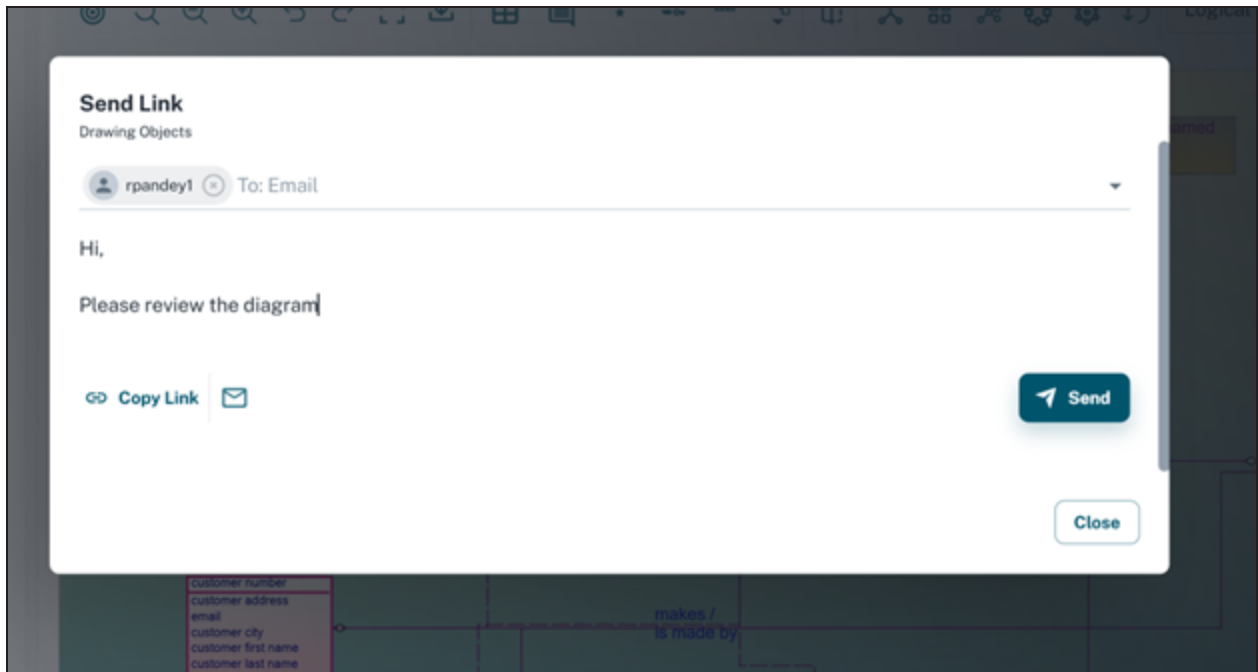 Logical
Send Link
Drawing Objects
rpandey1 To: Email
Hi,
Please review the diagram
Copy Link
Send
Close
customer number
customer address
email
customer city
customer first name
customer last name
makes /
is made by